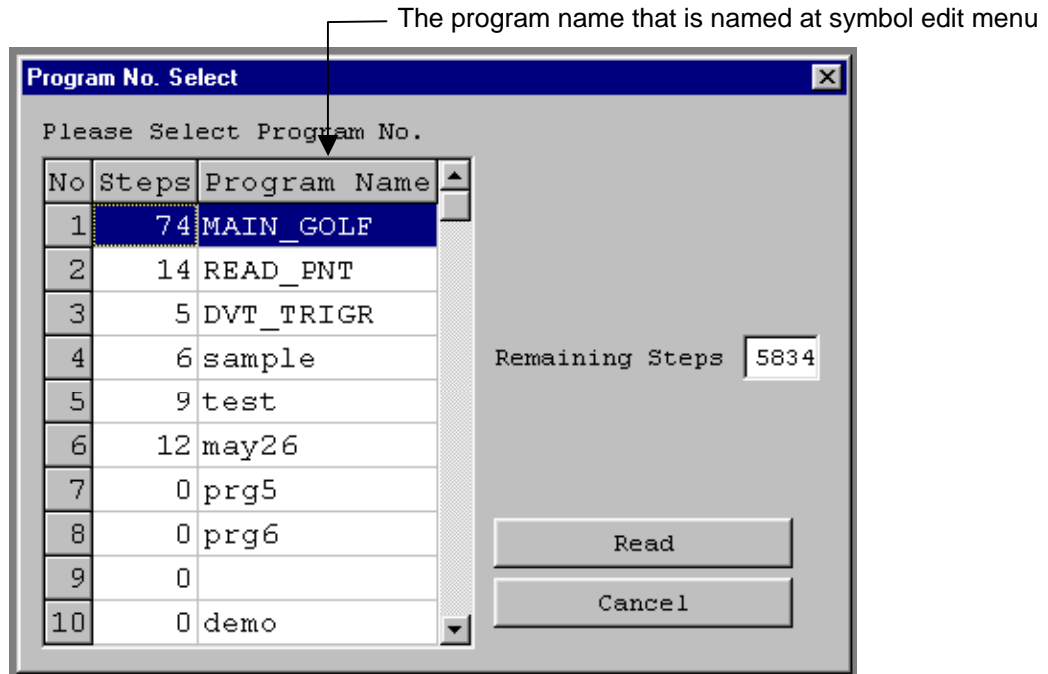 The program name that is named at symbol edit menu
Program No. Select
Please Select Program No.
No Steps Program Name
1 74 MAIN_GOLF
2 14 READ_PNT
3 5 DVT_TRIGR
4 6 sample
Remaining Steps 5834
5 9 test
6 12 may26
7 0 prg5
8 0 prg6
Read
9 0
Cancel
10 0 demo